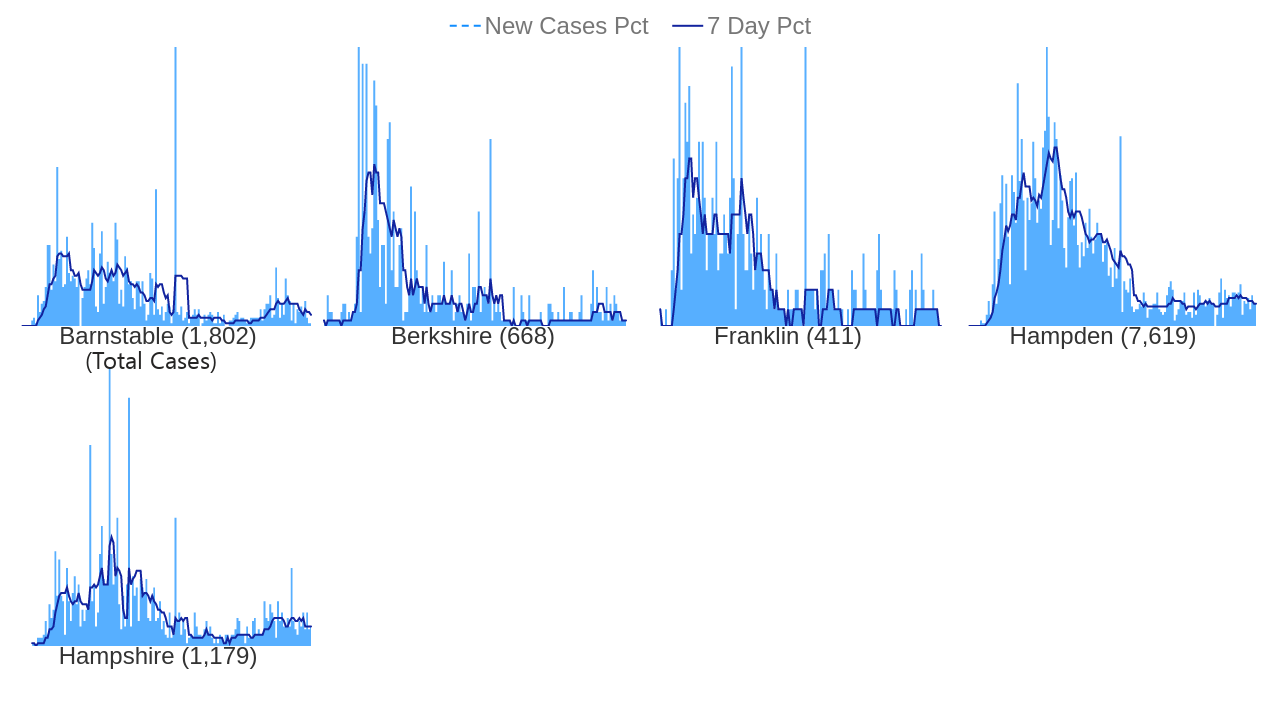 New Cases Pct 7 Day Pct
Barnstable (1,802) Berkshire (668) Franklin (411) Hampden (7,619)
(Total Cases)
Hampshire (1,179)